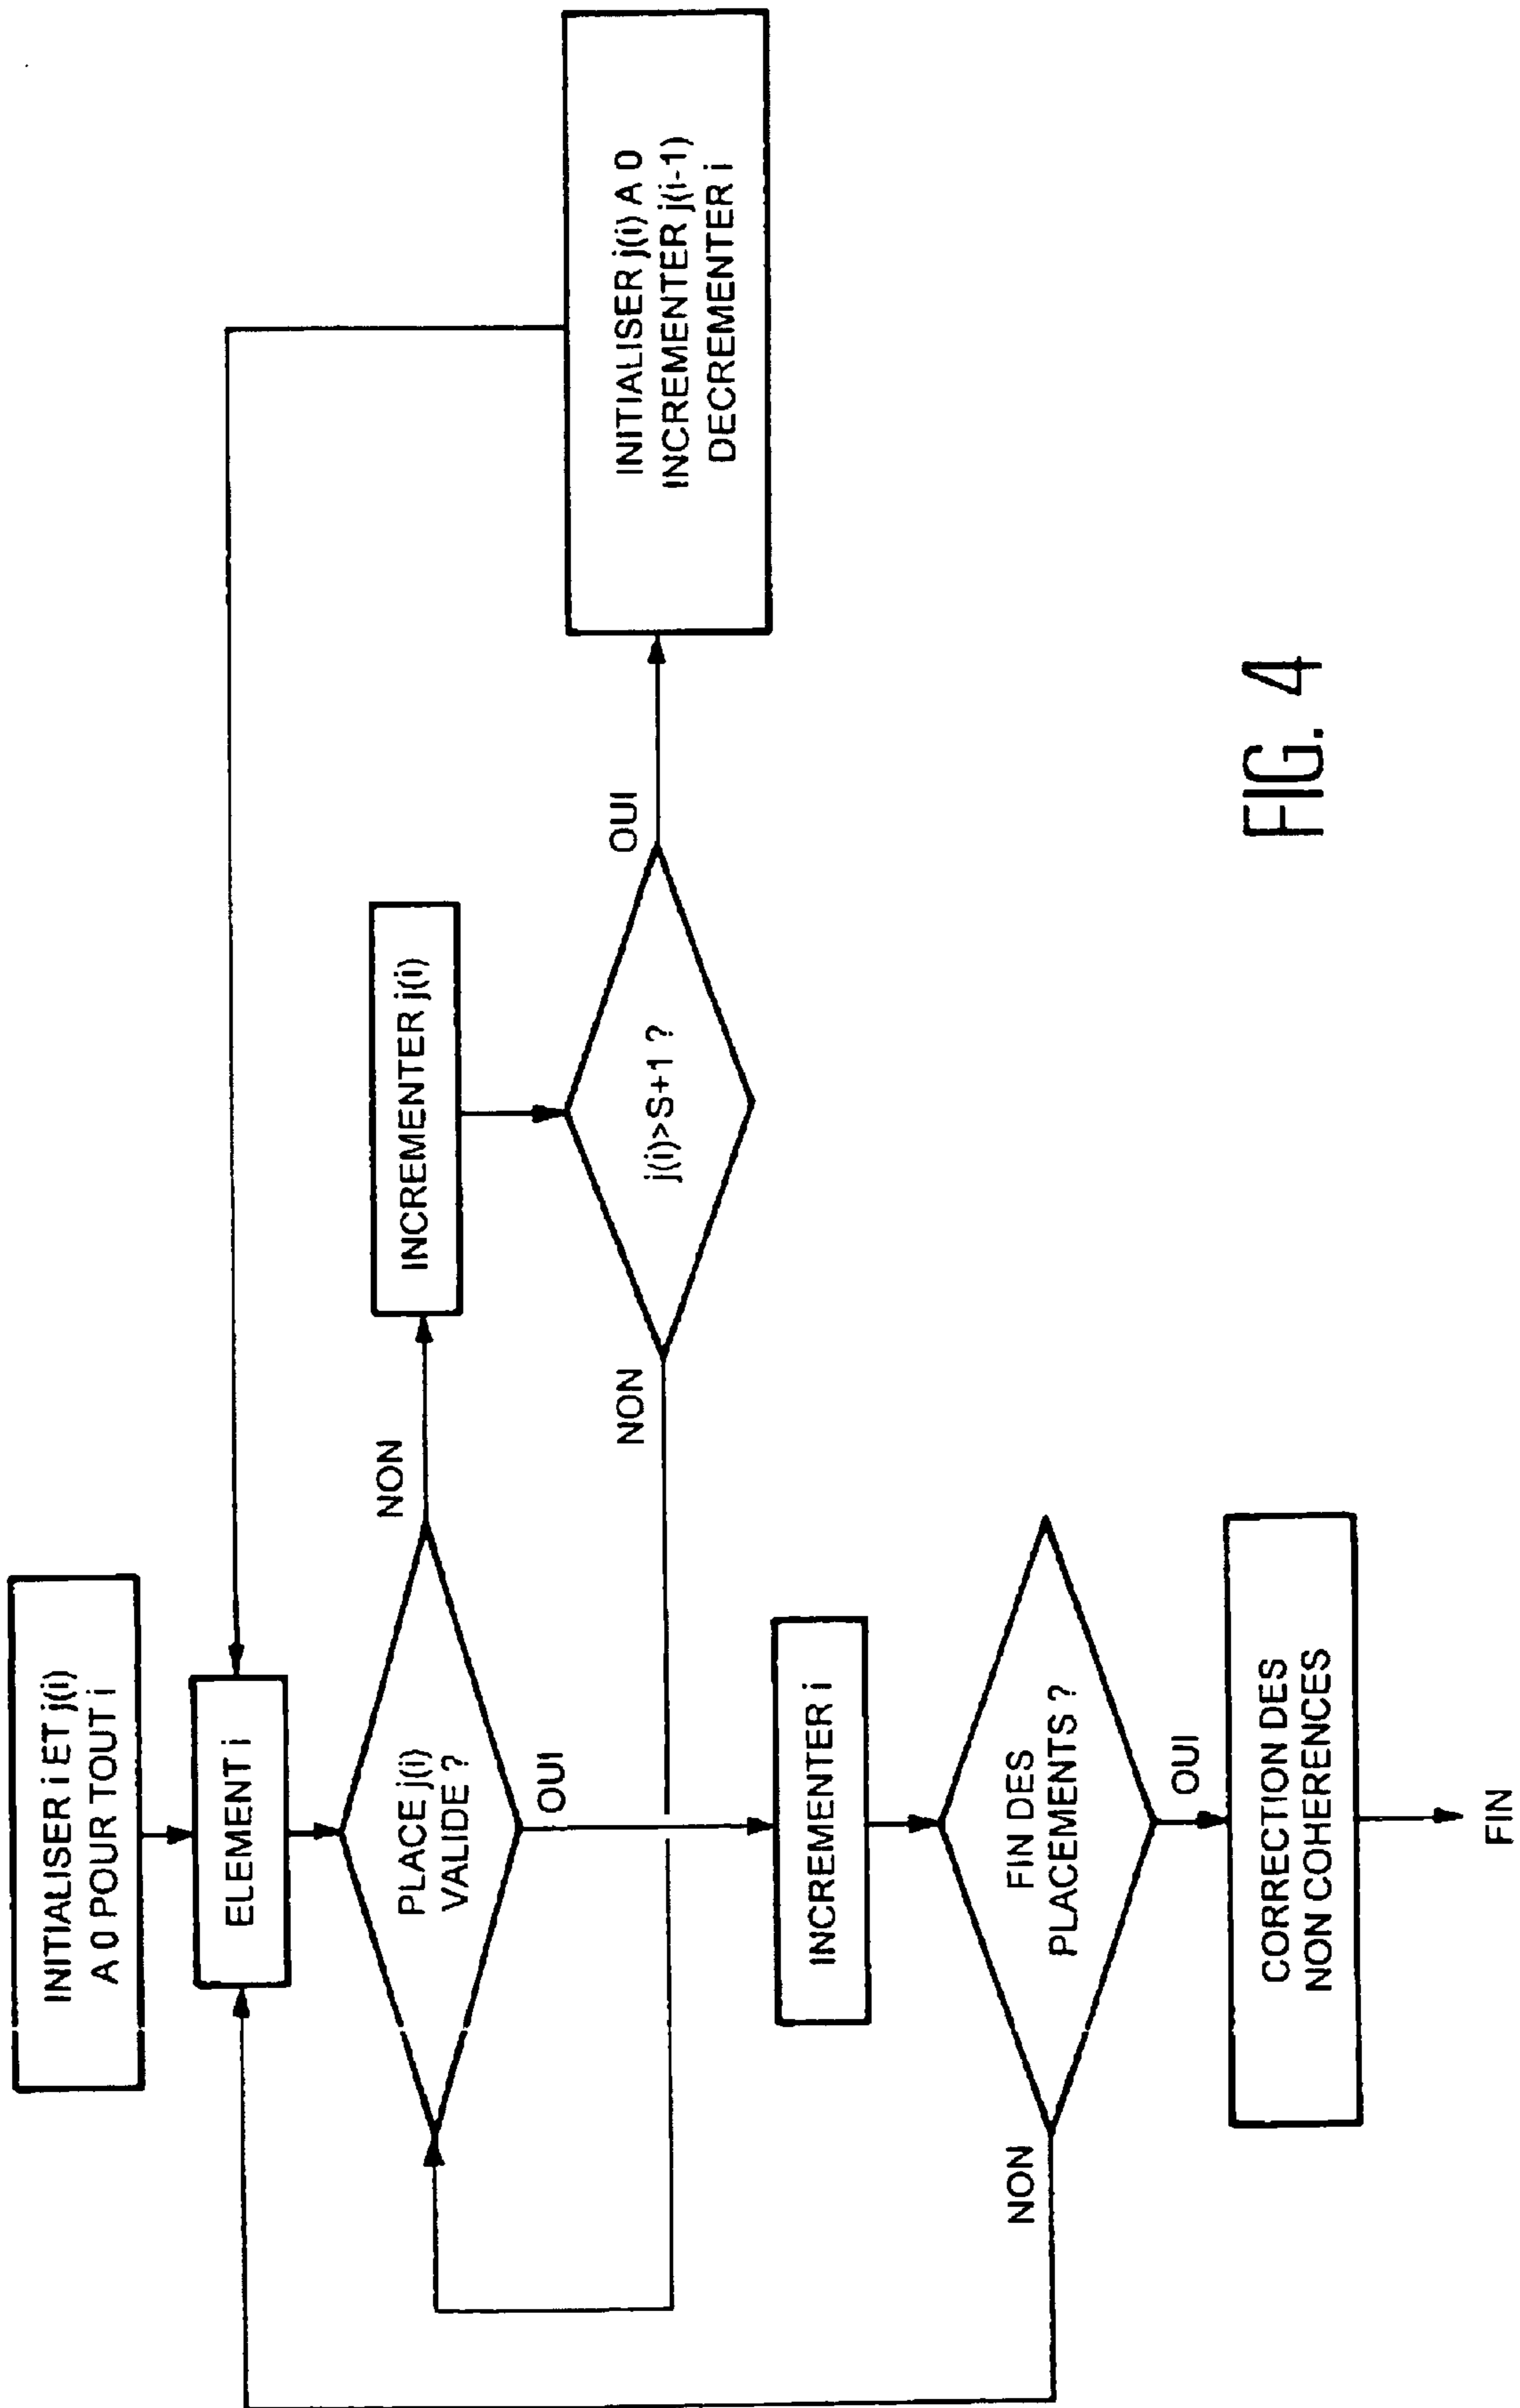 INITIALISER i ET j(i)
A 0 POUR TOUT i
ELEMENT i
PLACE j(i)
VALIDE ?
NON
OUI
INCREMENTER j(i)
j(i)>S+1 ?
NON
OUI
INITIALISER j(i) A 0
INCREMENTER j(i-1)
DECREMENTER i
INCREMENTER i
FIN DES
PLACEMENTS ?
NON
OUI
CORRECTION DES
NON COHERENCES
FIN
FIG. 4